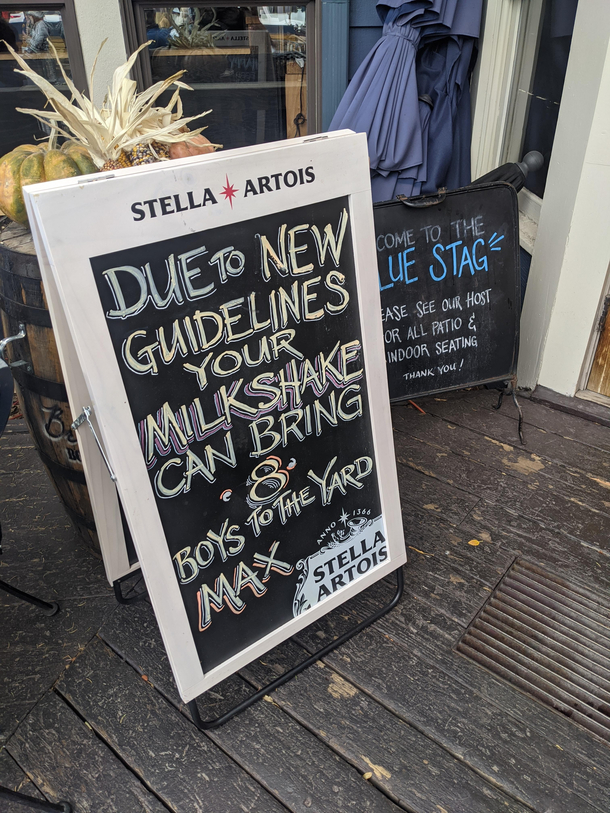 STELLA ARTOIS
DUE TO NEW
GUIDELINES
YOUR
MILKSHAKE
CAN BRING
8
BOYS TO THE YARD
MAX
ANNO 1366
STELLA
ARTOIS
COME TO THE
LUE STAG
EASE SEE OUR HOST
OR ALL PATIO &
INDOOR SEATING
THANK YOU!